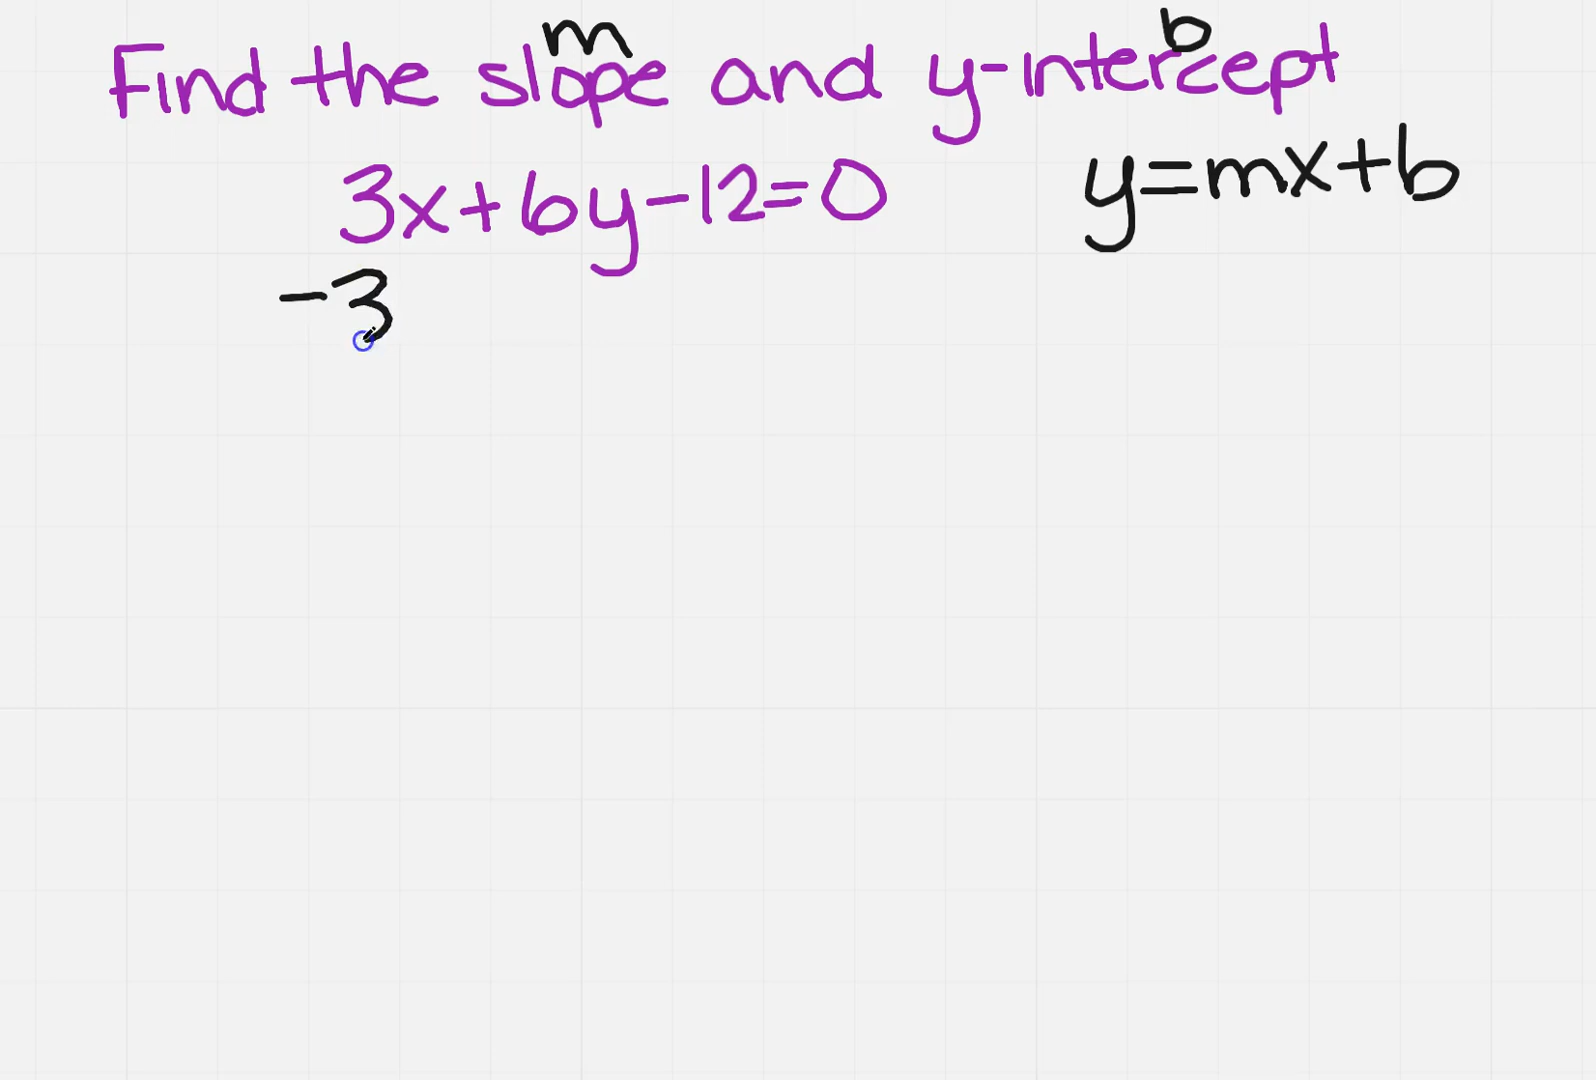 m b
Find the slope and y-intercept
3x+6y-12=0 y=mx+b
-3